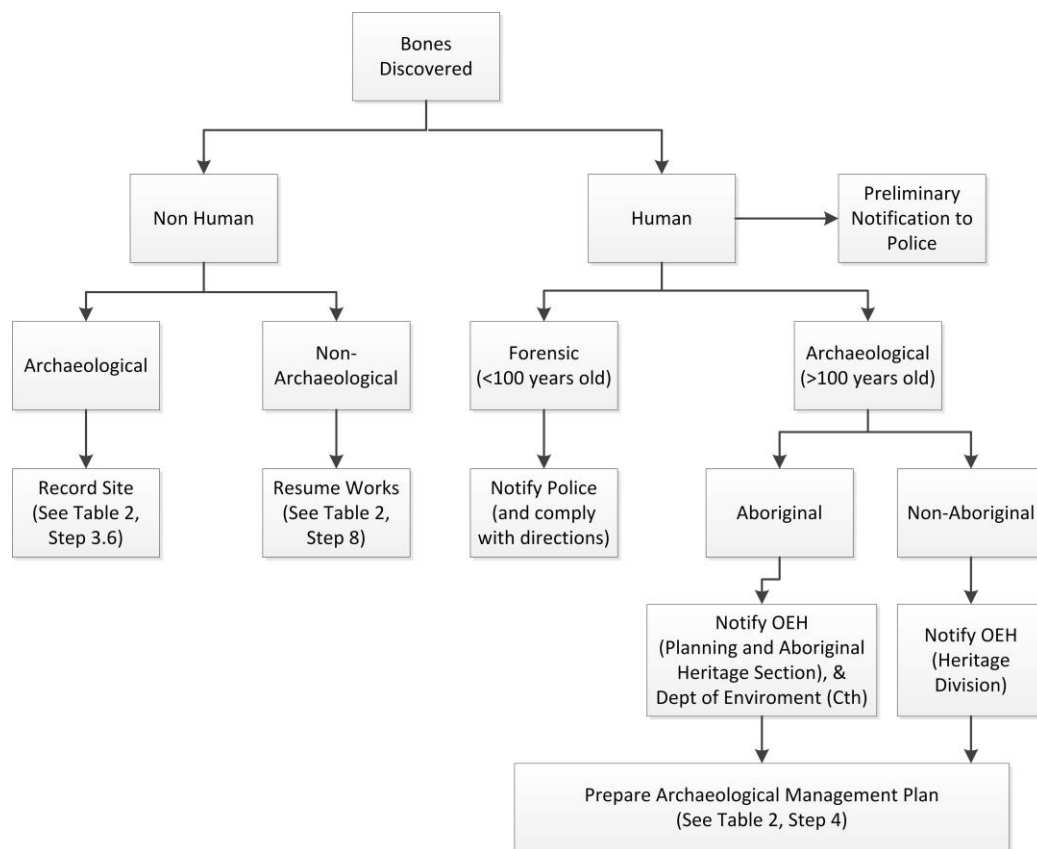 Bones
Discovered
Non Human
Human
Preliminary
Notification to
Police
Archaeological
Non-
Archaeological
Forensic
(<100 years old)
Archaeological
(>100 years old)
Record Site
(See Table 2,
Step 3.6)
Resume Works
(See Table 2,
Step 8)
Notify Police
(and comply
with directions)
Aboriginal
Non-Aboriginal
Notify OEH
(Planning and Aboriginal
Heritage Section), &
Dept of Enviroment (Cth)
Notify OEH
(Heritage
Division)
Prepare Archaeological Management Plan
(See Table 2, Step 4)